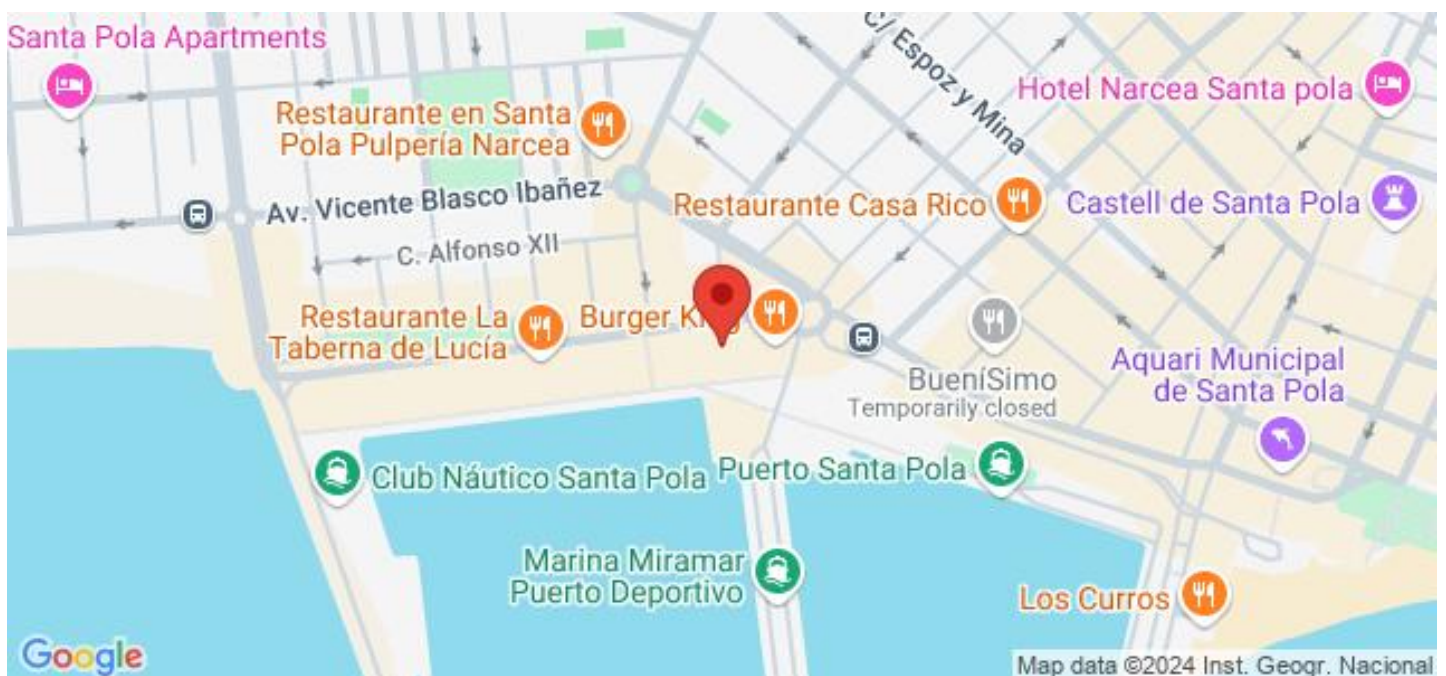 Santa Pola Apartments
C/ Espoz y Mina
Hotel Narcea Santa pola
Restaurante en Santa
Pola Pulpería Narcea
Av. Vicente Blasco Ibañez
Restaurante Casa Rico
Castell de Santa Pola
C. Alfonso XII
Restaurante La
Taberna de Lucía
Burger King
BueníSimo
Temporarily closed
Aquari Municipal
de Santa Pola
Club Náutico Santa Pola
Puerto Santa Pola
Marina Miramar
Puerto Deportivo
Los Curros
Google
Map data ©2024 Inst. Geogr. Nacional